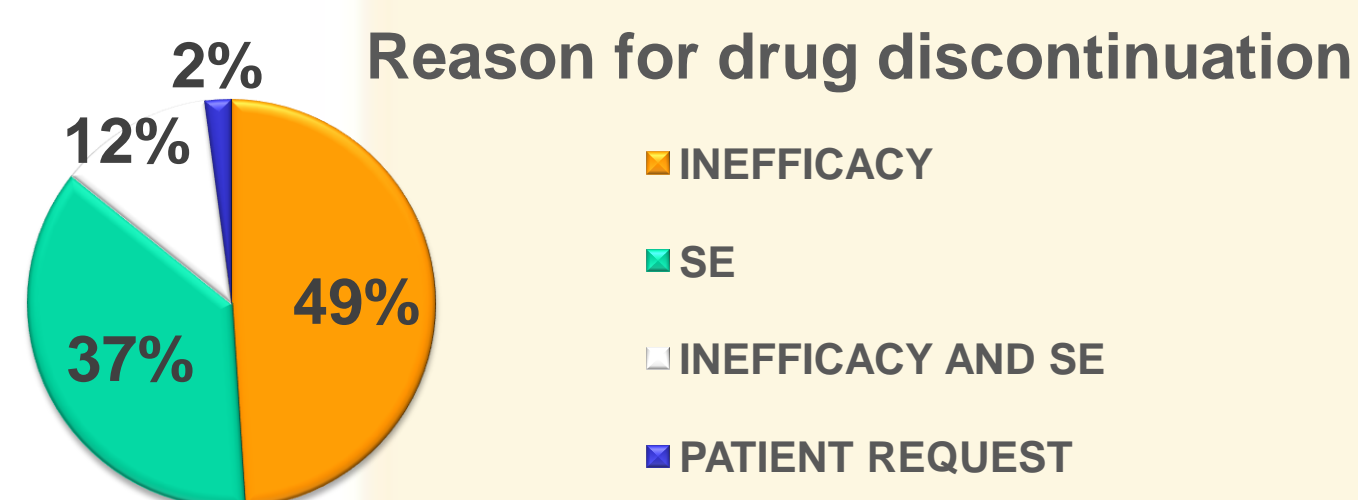 Reason for drug discontinuation
2%
12%
49%
37%
INEFFICACY
SE
INEFFICACY AND SE
PATIENT REQUEST